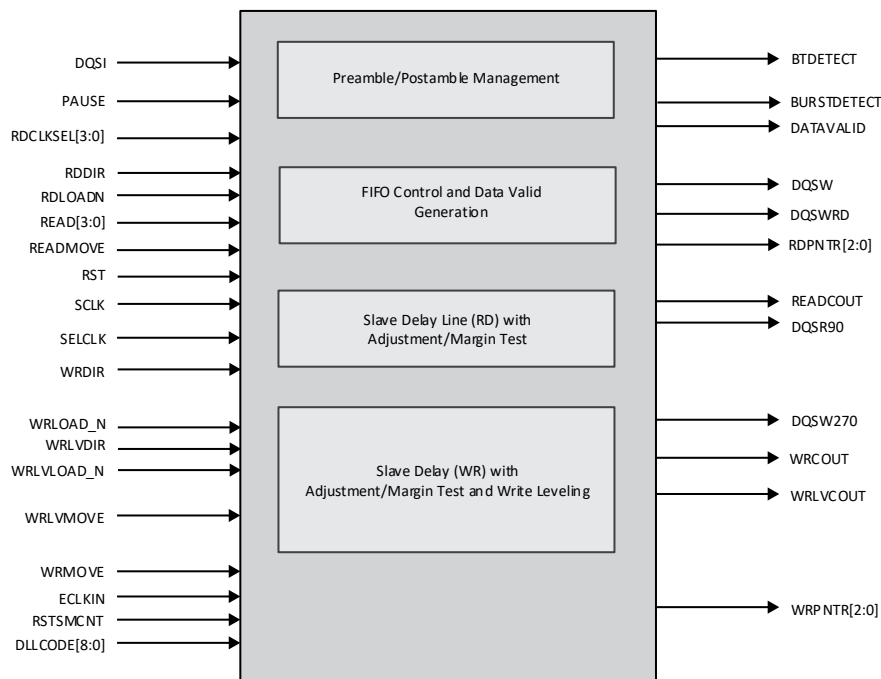 DQSI
PAUSE
RDCLKSEL[3:0]
RDDIR
RDLOADN
READ[3:0]
READMOVE
RST
SCLK
SELCLK
WRDIR
WRLOAD_N
WRLVDIR
WRLVLOAD_N
WRLVMOVE
WRMOVE
ECLKIN
RSTSMCNT
DLLCODE[8:0]
Preamble/Postamble Management
FIFO Control and Data Valid
Generation
Slave Delay Line (RD) with
Adjustment/Margin Test
Slave Delay (WR) with
Adjustment/Margin Test and Write Leveling
BTDETECT
BURSTDETECT
DATAVALID
DQSW
DQSWRD
RDPNTR[2:0]
READCOUT
DQSR90
DQSW270
WRCOUT
WRLVCOUT
WRPNTR[2:0]